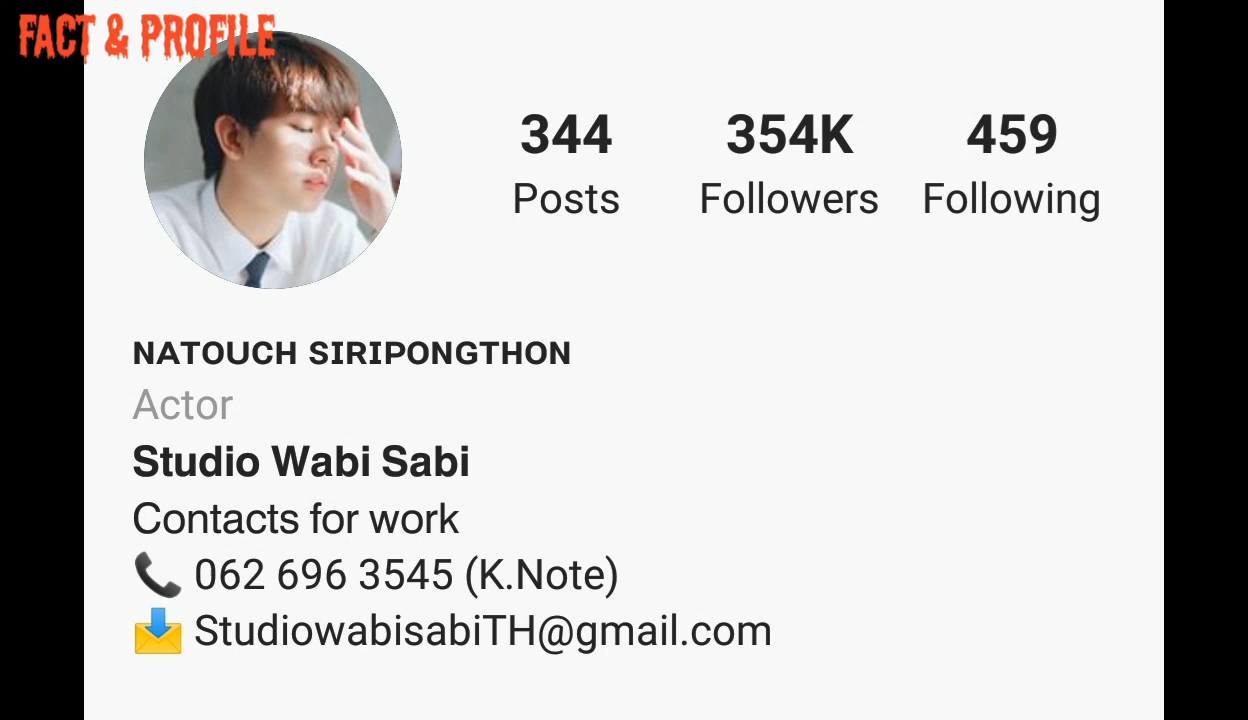 FACT & PROFILE
344 354K 459
Posts Followers Following
NATOUCH SIRIPONGTHON
Actor
Studio Wabi Sabi
Contacts for work
📞 062 696 3545 (K.Note)
📩 StudiowabisabiTH@gmail.com